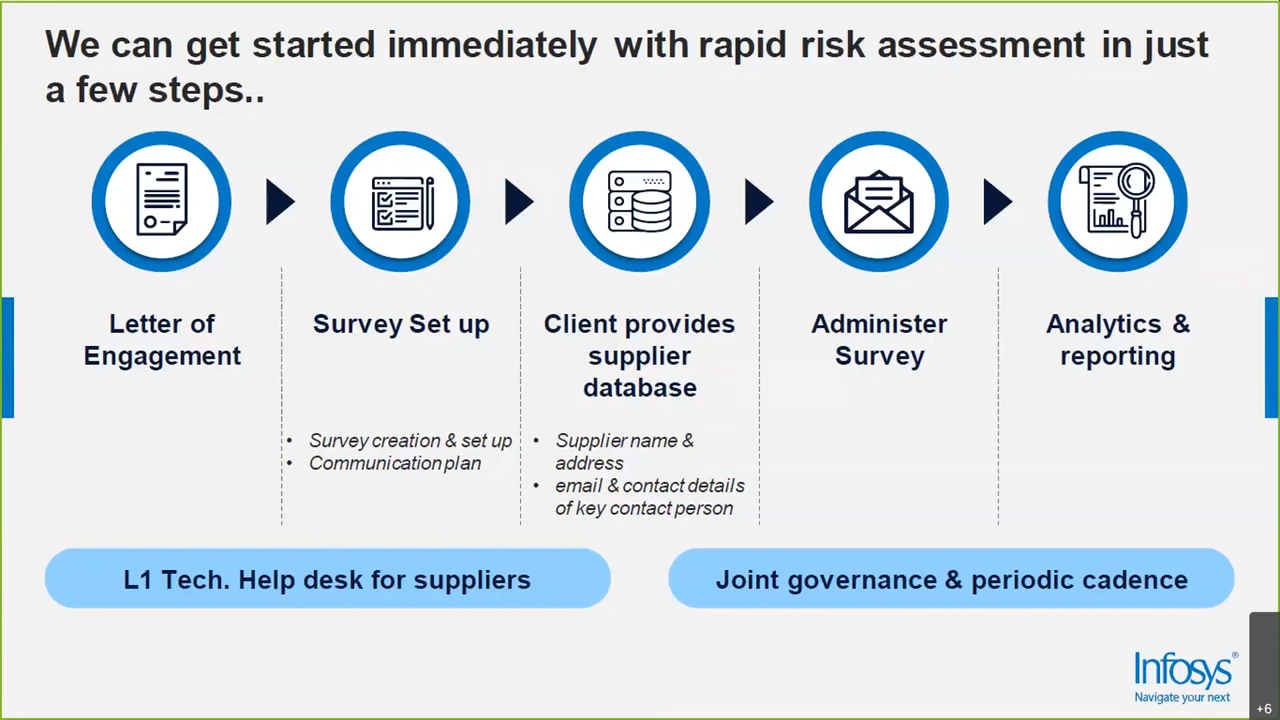 We can get started immediately with rapid risk assessment in just
a few steps..
Letter of
Engagement
Survey Set up
• Survey creation & set up
• Communication plan
Client provides
supplier
database
• Supplier name &
address
• email & contact details
of key contact person
Administer
Survey
Analytics &
reporting
L1 Tech. Help desk for suppliers
Joint governance & periodic cadence
Infosys®
Navigate your next
+6